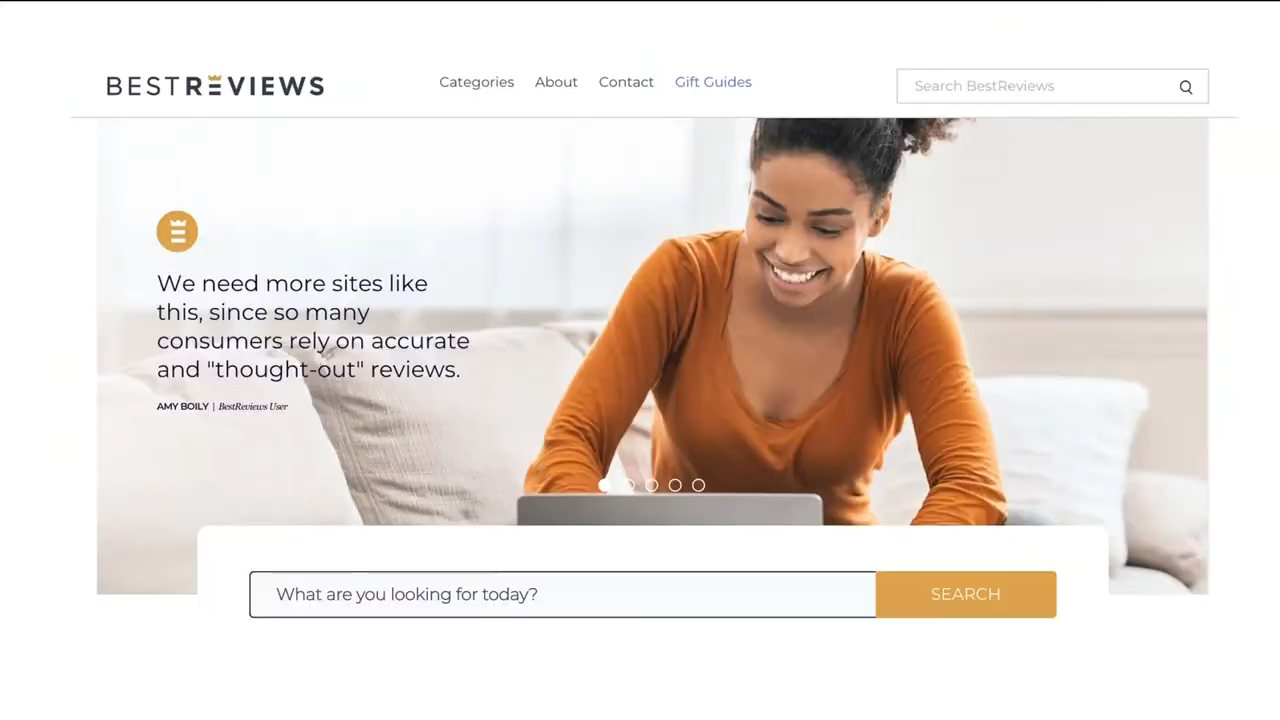 BESTREVIEWS
Categories About Contact Gift Guides
Search BestReviews
We need more sites like
this, since so many
consumers rely on accurate
and "thought-out" reviews.
AMY BOILY | BestReviews User
What are you looking for today?
SEARCH